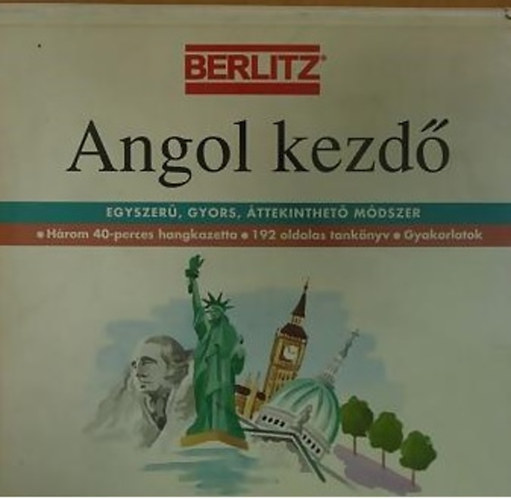 BERLITZ®
Angol kezdő
EGYSZERŰ, GYORS, ÁTTEKINTHETŐ MÓDSZER
• Három 40-perces hangkazetta • 192 oldalas tankönyv • Gyakorlatok